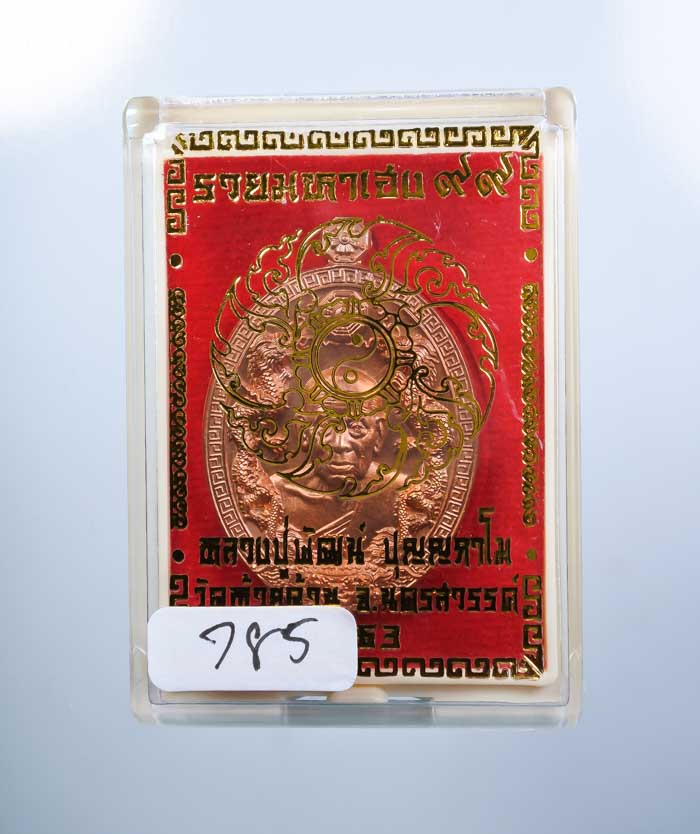 รวยมหาเฮง ๙๙
หลวงปู่พัฒน์ ปุญญกาโม
วัดห้วยด้วน จ.นครสวรรค์
63
785